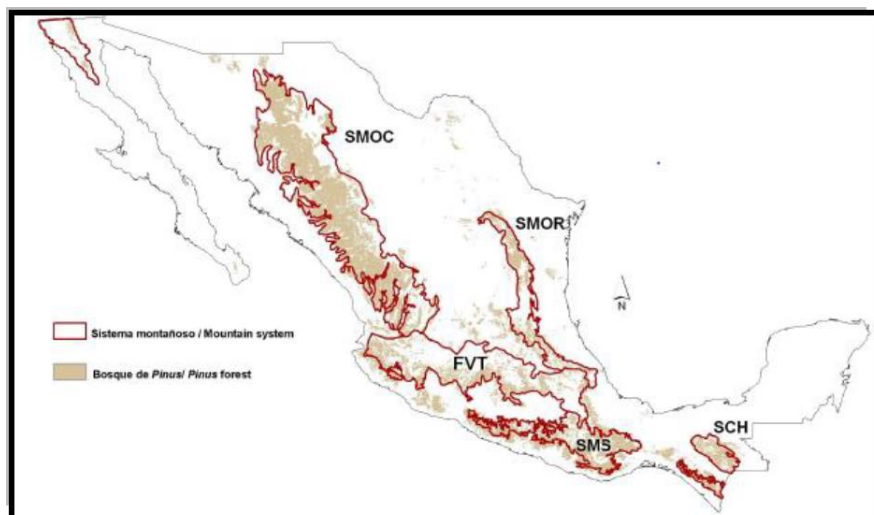 SMOC
SMOR
N
Sistema montañoso / Mountain system
FVT
Bosque de Pinus/ Pinus forest
SCH
SMS